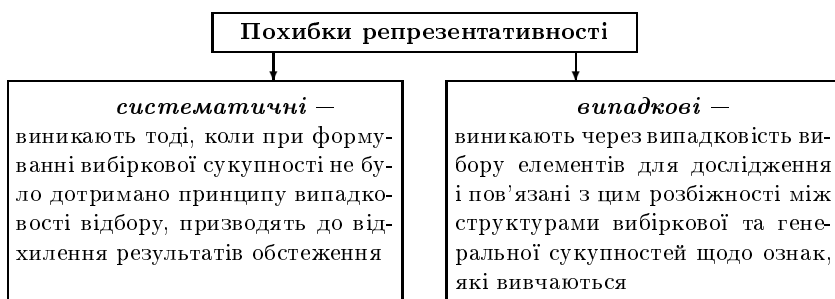 Похибки репрезентативності
систематичні –
виникають тоді, коли при форму-
ванні вибіркової сукупності не бу-
ло дотримано принципу випадко-
вості відбору, призводять до від-
хилення результатів обстеження
випадкові –
виникають через випадковість ви-
бору елементів для дослідження
і пов'язані з цим розбіжності між
структурами вибіркової та гене-
ральної сукупностей щодо ознак,
які вивчаються